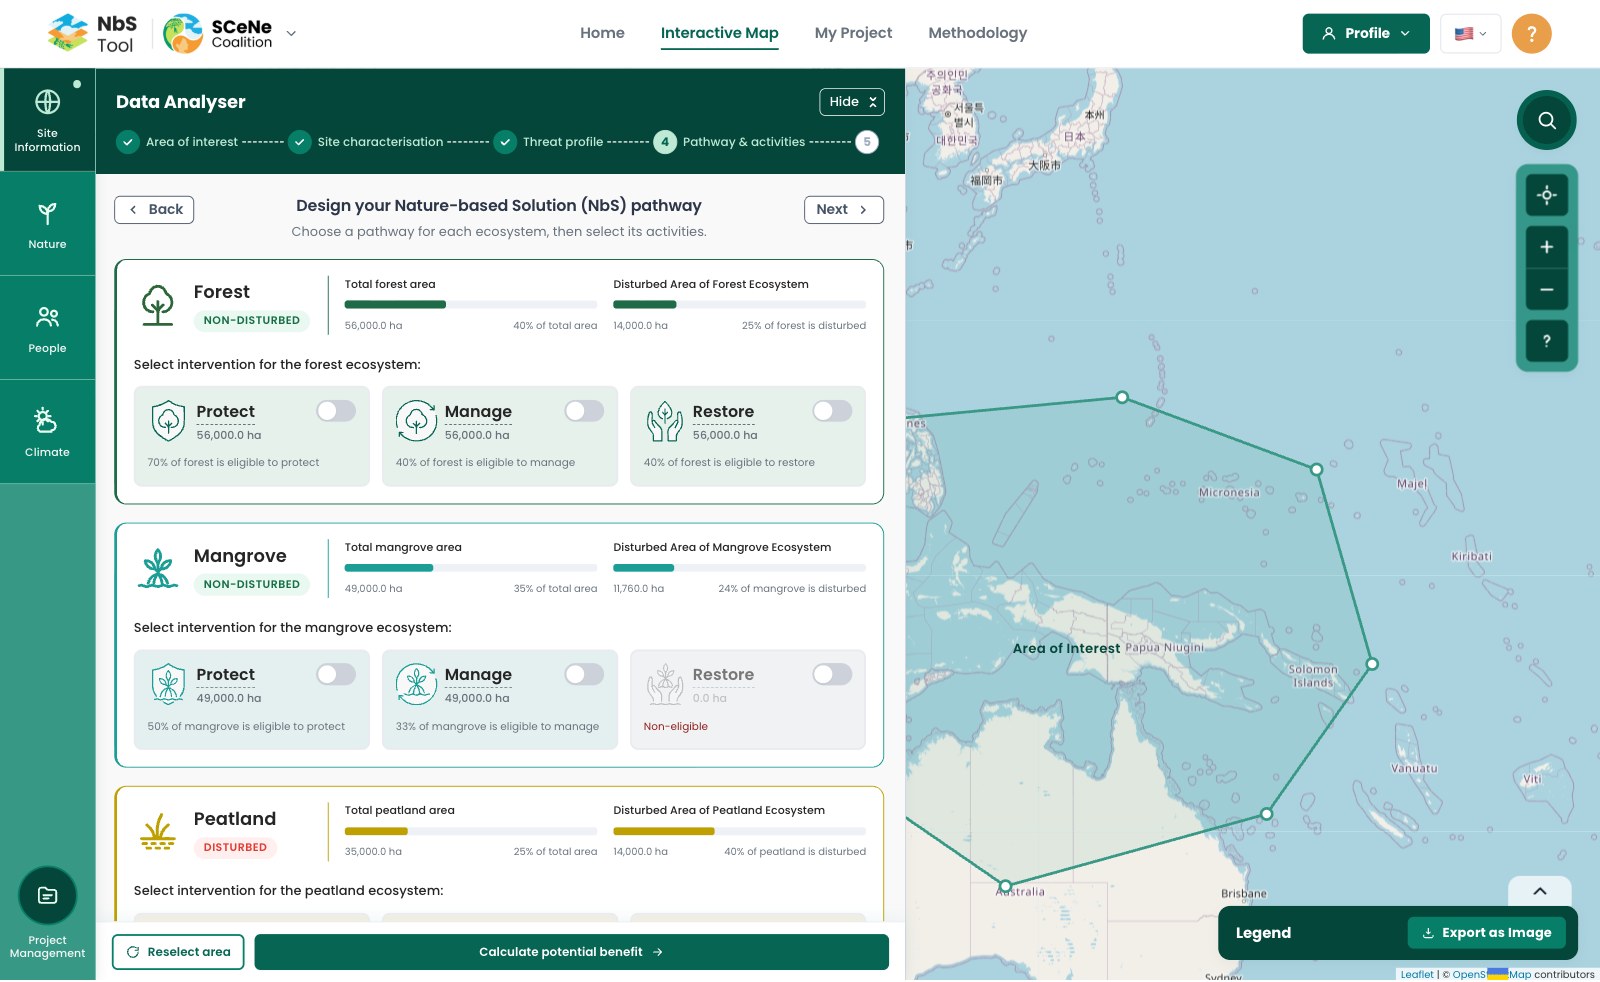 NbS
Tool
SCeNe
Coalition
Home
Interactive Map
My Project
Methodology
Profile
?
Site
Information
Nature
People
Climate
Project
Management
Data Analyser
Hide
Area of interest
Site characterisation
Threat profile
4
Pathway & activities
5
Back
Design your Nature-based Solution (NbS) pathway
Next
Choose a pathway for each ecosystem, then select its activities.
Forest
NON-DISTURBED
Total forest area
56,000.0 ha
40% of total area
Disturbed Area of Forest Ecosystem
14,000.0 ha
25% of forest is disturbed
Select intervention for the forest ecosystem:
Protect
56,000.0 ha
70% of forest is eligible to protect
Manage
56,000.0 ha
40% of forest is eligible to manage
Restore
56,000.0 ha
40% of forest is eligible to restore
Mangrove
NON-DISTURBED
Total mangrove area
49,000.0 ha
35% of total area
Disturbed Area of Mangrove Ecosystem
11,760.0 ha
24% of mangrove is disturbed
Select intervention for the mangrove ecosystem:
Protect
49,000.0 ha
50% of mangrove is eligible to protect
Manage
49,000.0 ha
33% of mangrove is eligible to manage
Restore
0.0 ha
Non-eligible
Peatland
DISTURBED
Total peatland area
35,000.0 ha
25% of total area
Disturbed Area of Peatland Ecosystem
14,000.0 ha
40% of peatland is disturbed
Select intervention for the peatland ecosystem:
Reselect area
Calculate potential benefit
주의인민
공화국
서울특
별시
대한민국
本州
日本
大阪市
福岡市
nes
Micronesia
Majel
Kiribati
Area of Interest
Papua Niugini
Solomon
Islands
Vanuatu
Viti
Australia
Brisbane
Sydney
+
−
?
Legend
Export as Image
Leaflet | © OpenS Map contributors